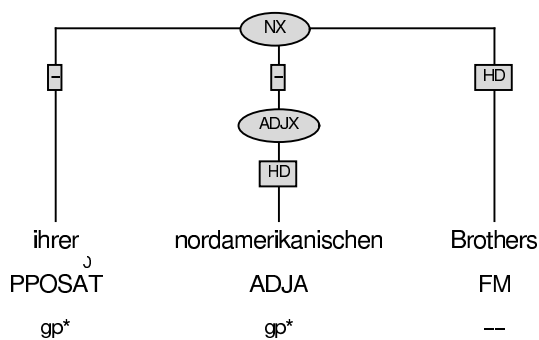 NX
– – HD
ADJX
HD
ihrer nordamerikanischen Brothers
PPOSAT ADJA FM
gp* gp* --